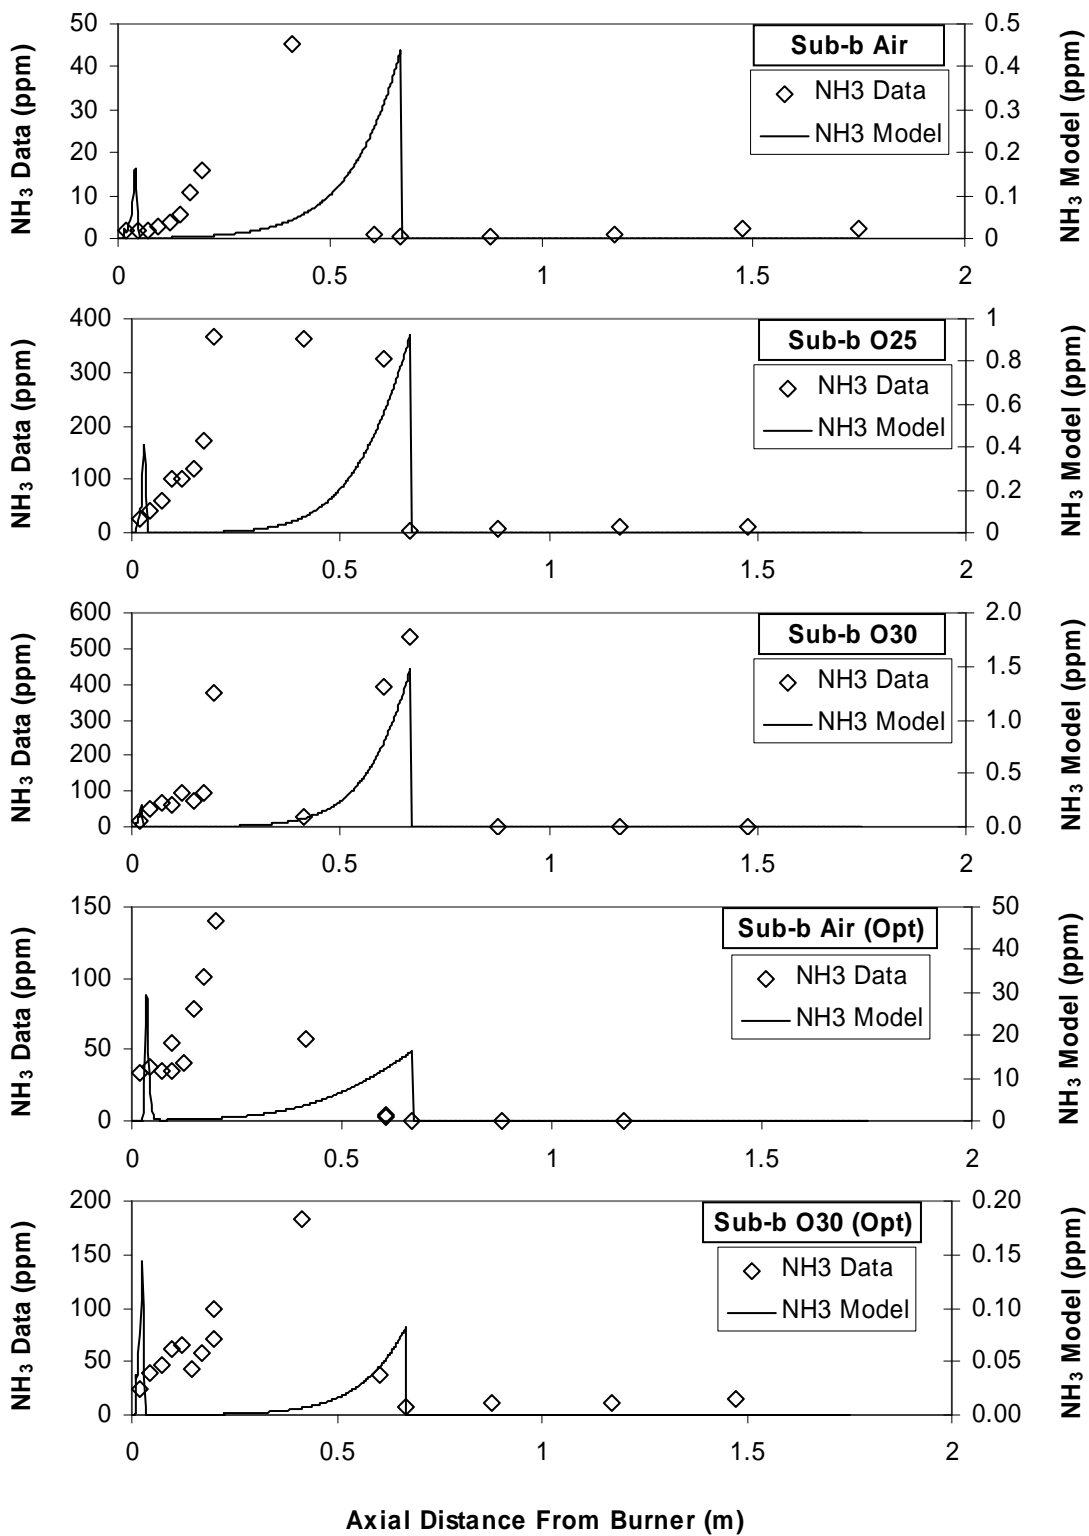 Sub-b Air
NH3 Data
NH3 Model
NH₃ Data (ppm)
50
40
30
20
10
0
0.5
0.4
0.3
0.2
0.1
0
NH₃ Model (ppm)
0 0.5 1 1.5 2
Sub-b O25
NH3 Data
NH3 Model
NH₃ Data (ppm)
400
300
200
100
0
1
0.8
0.6
0.4
0.2
0
NH₃ Model (ppm)
0 0.5 1 1.5 2
Sub-b O30
NH3 Data
NH3 Model
NH₃ Data (ppm)
600
500
400
300
200
100
0
2.0
1.5
1.0
0.5
0.0
NH₃ Model (ppm)
0 0.5 1 1.5 2
Sub-b Air (Opt)
NH3 Data
NH3 Model
NH₃ Data (ppm)
150
100
50
0
50
40
30
20
10
0
NH₃ Model (ppm)
0 0.5 1 1.5 2
Sub-b O30 (Opt)
NH3 Data
NH3 Model
NH₃ Data (ppm)
200
150
100
50
0
0.20
0.15
0.10
0.05
0.00
NH₃ Model (ppm)
0 0.5 1 1.5 2
Axial Distance From Burner (m)